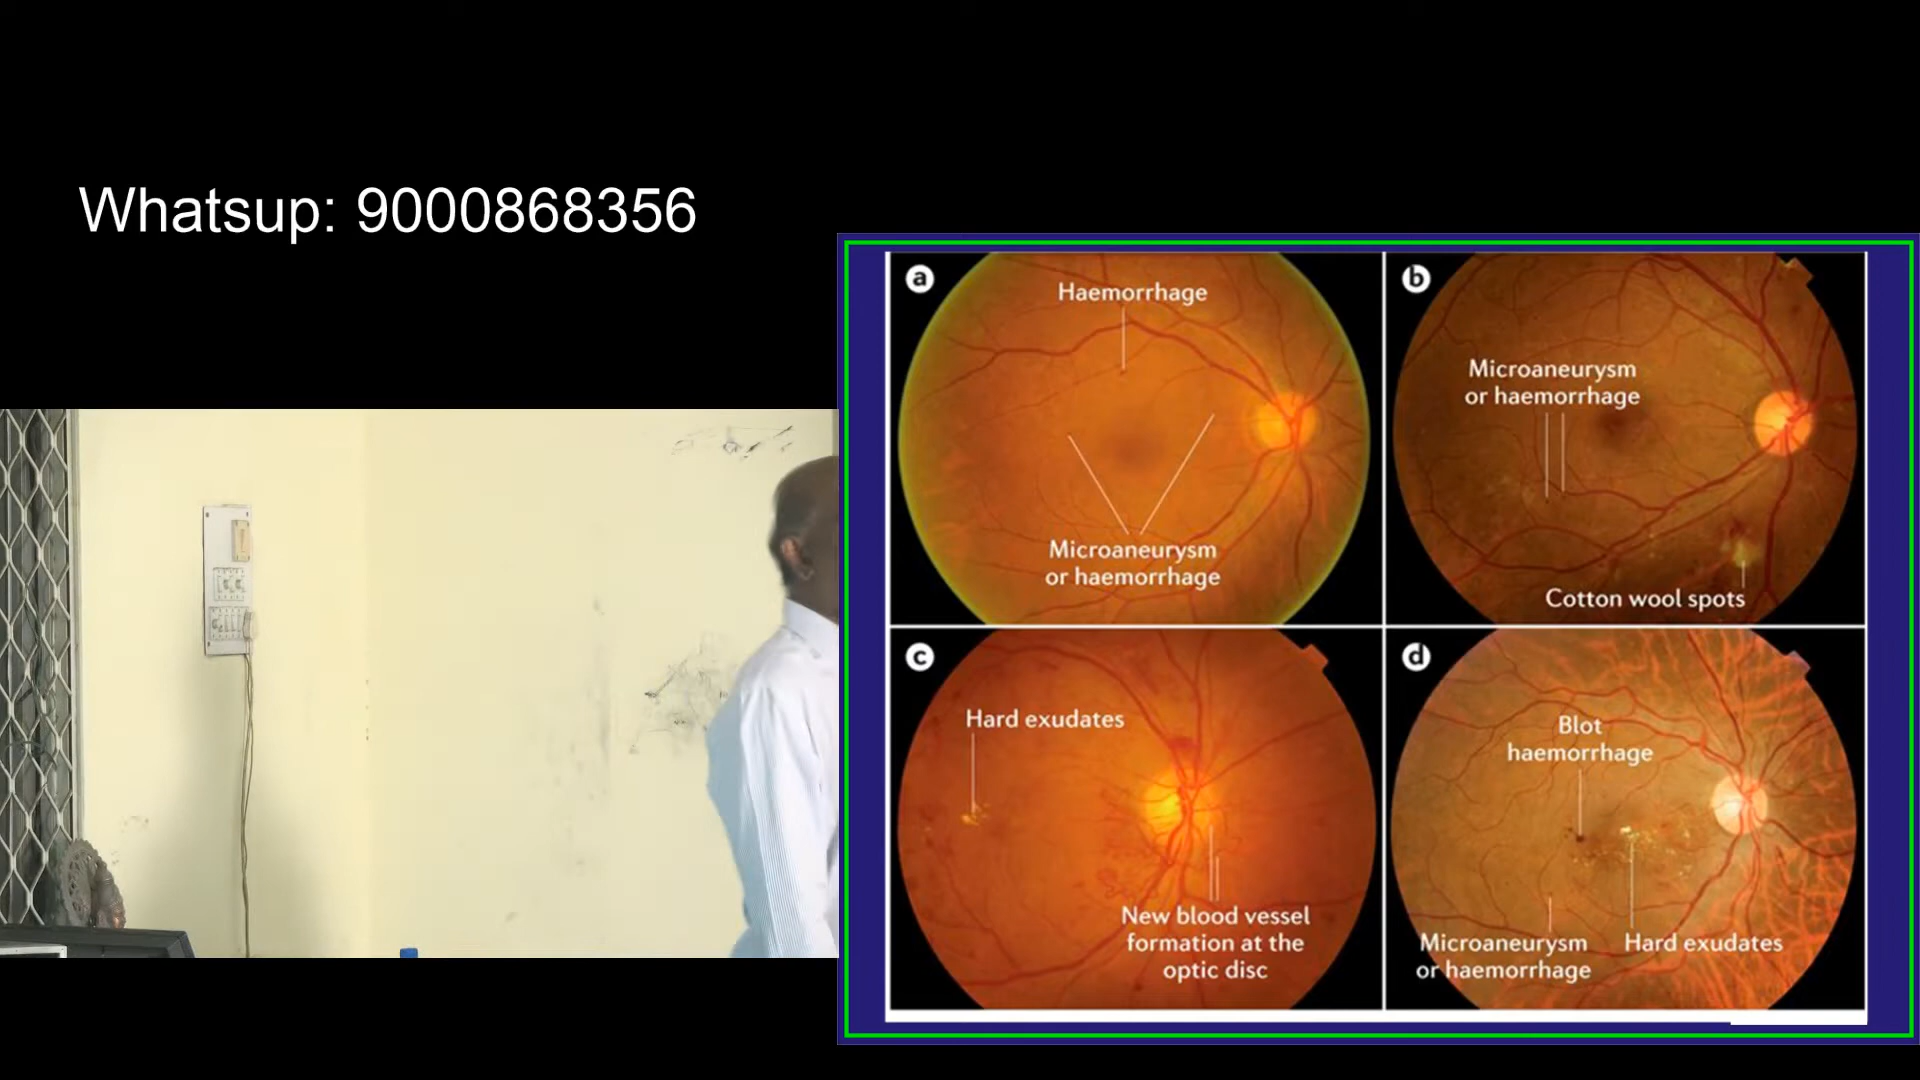 Whatsup: 9000868356
a
Haemorrhage
Microaneurysm
or haemorrhage
b
Microaneurysm
or haemorrhage
Cotton wool spots
c
Hard exudates
New blood vessel
formation at the
optic disc
d
Blot
haemorrhage
Microaneurysm
or haemorrhage
Hard exudates